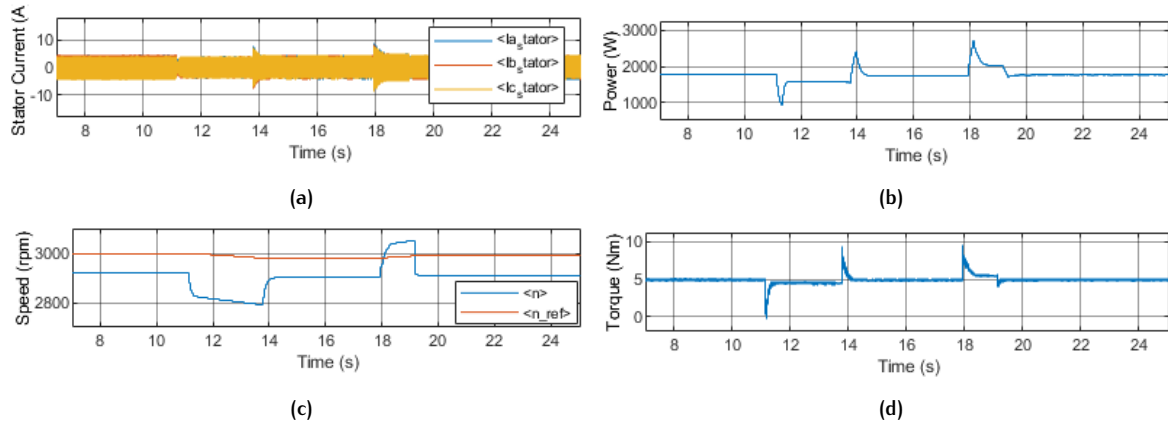 Stator Current (A
10
0
-10
<Ia_stator>
<Ib_stator>
<Ic_stator>
8 10 12 14 16 18 20 22 24
Time (s)
(a)
Power (W)
3000
2000
1000
8 10 12 14 16 18 20 22 24
Time (s)
(b)
Speed (rpm)
3000
2800
<n>
<n_ref>
8 10 12 14 16 18 20 22 24
Time (s)
(c)
Torque (Nm)
10
5
0
8 10 12 14 16 18 20 22 24
Time (s)
(d)